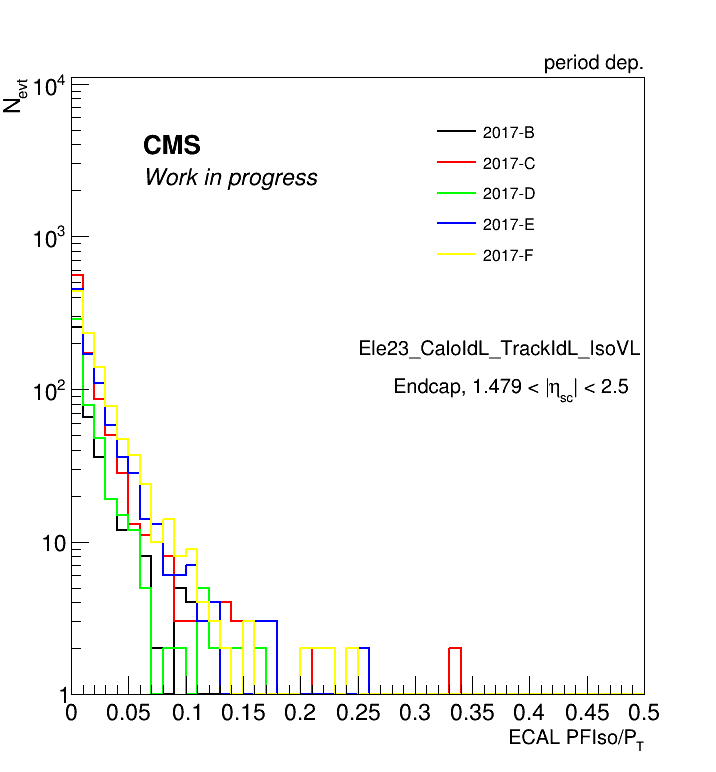 period dep.
N_evt
10^4
10^3
10^2
10
1
CMS
Work in progress
2017-B
2017-C
2017-D
2017-E
2017-F
Ele23_CaloIdL_TrackIdL_IsoVL
Endcap, 1.479 < |η_sc| < 2.5
0 0.05 0.1 0.15 0.2 0.25 0.3 0.35 0.4 0.45 0.5
ECAL PFIso/P_T